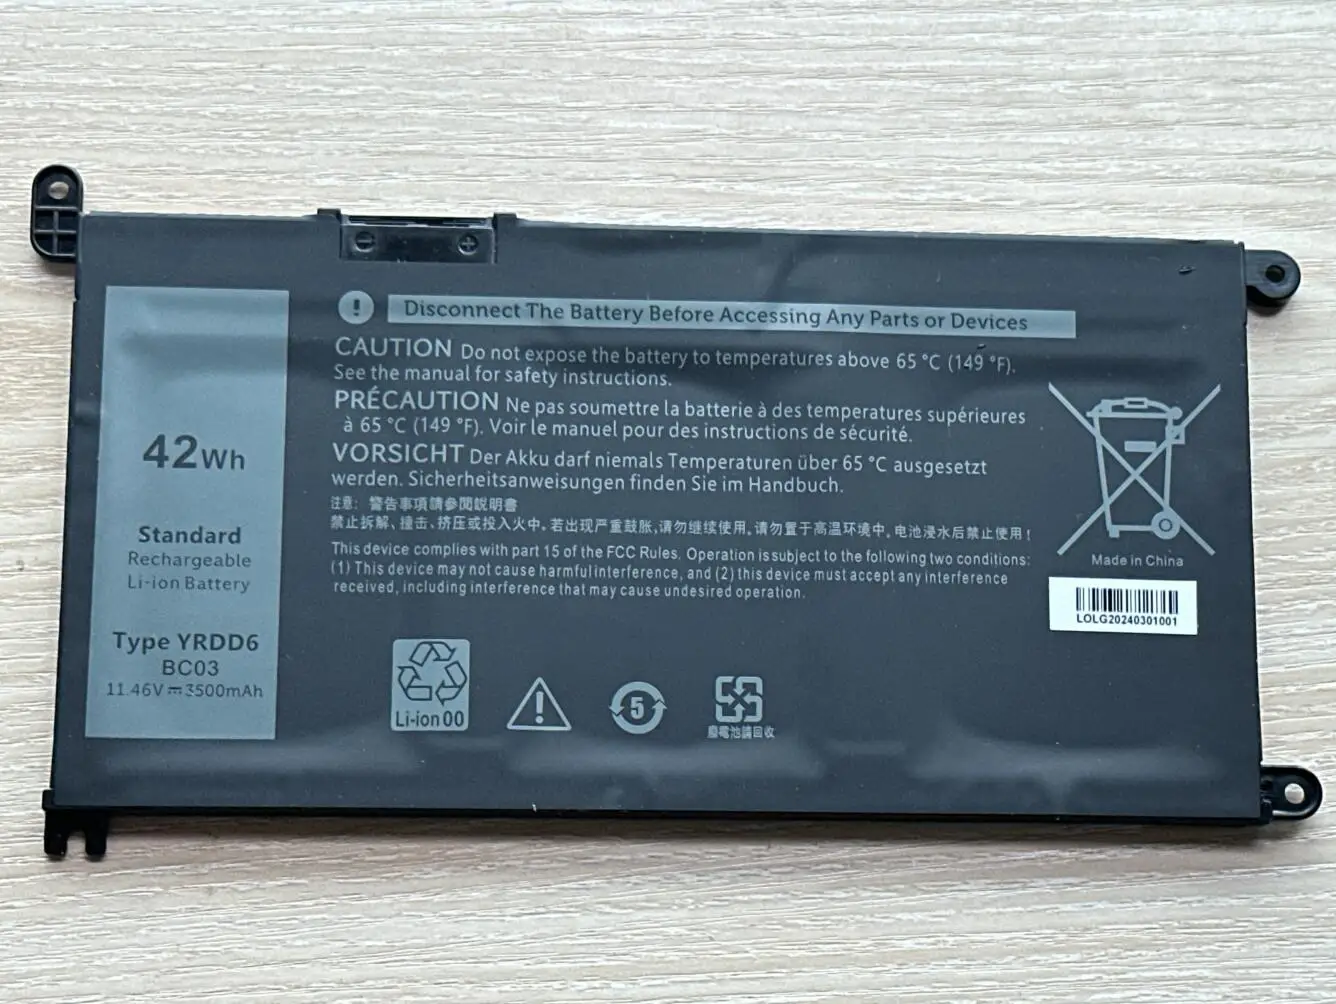 Disconnect The Battery Before Accessing Any Parts or Devices
CAUTION Do not expose the battery to temperatures above 65 °C (149 °F).
See the manual for safety instructions.
PRÉCAUTION Ne pas soumettre la batterie à des temperatures supérieures
à 65 °C (149 °F). Voir le manuel pour des instructions de sécurité.
VORSICHT Der Akku darf niemals Temperaturen über 65 °C ausgesetzt
werden. Sicherheitsanweisungen finden Sie im Handbuch.
注意: 警告事項請參閱說明書
禁止拆解、撞击、挤压或投入火中。若出现严重鼓胀,请勿继续使用。请勿置于高温环境中。电池浸水后禁止使用!
This device complies with part 15 of the FCC Rules. Operation is subject to the following two conditions:
(1) This device may not cause harmful interference, and (2) this device must accept any interference
received, including interference that may cause undesired operation.
42Wh
Standard
Rechargeable
Li-ion Battery
Type YRDD6
BC03
11.46V⎓3500mAh
Made in China
LOLG20240301001
Li-ion 00
5
廢電池請回收